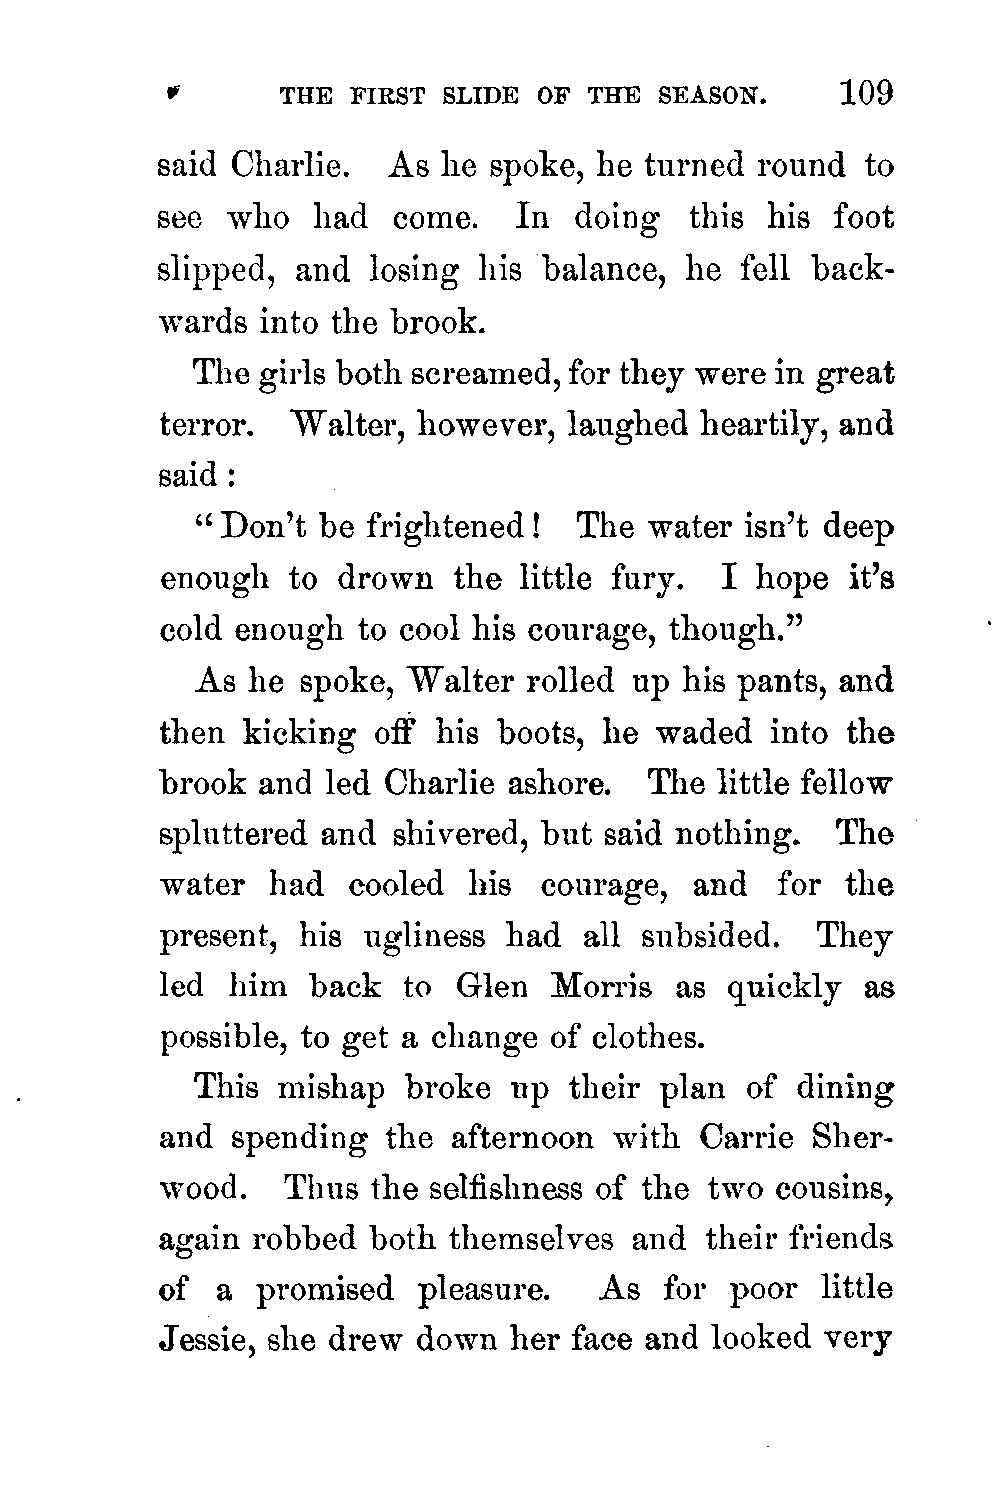 THE FIRST SLIDE OF THE SEASON. 109
said Charlie. As he spoke, he turned round to
see who had come. In doing this his foot
slipped, and losing his balance, he fell back-
wards into the brook.
The girls both screamed, for they were in great
terror. Walter, however, laughed heartily, and
said :
“Don’t be frightened! The water isn’t deep
enough to drown the little fury. I hope it’s
cold enough to cool his courage, though.”
As he spoke, Walter rolled up his pants, and
then kicking off his boots, he waded into the
brook and led Charlie ashore. The little fellow
spluttered and shivered, but said nothing. The
water had cooled his courage, and for the
present, his ugliness had all subsided. They
led him back to Glen Morris as quickly as
possible, to get a change of clothes.
This mishap broke up their plan of dining
and spending the afternoon with Carrie Sher-
wood. Thus the selfishness of the two cousins,
again robbed both themselves and their friends
of a promised pleasure. As for poor little
Jessie, she drew down her face and looked very